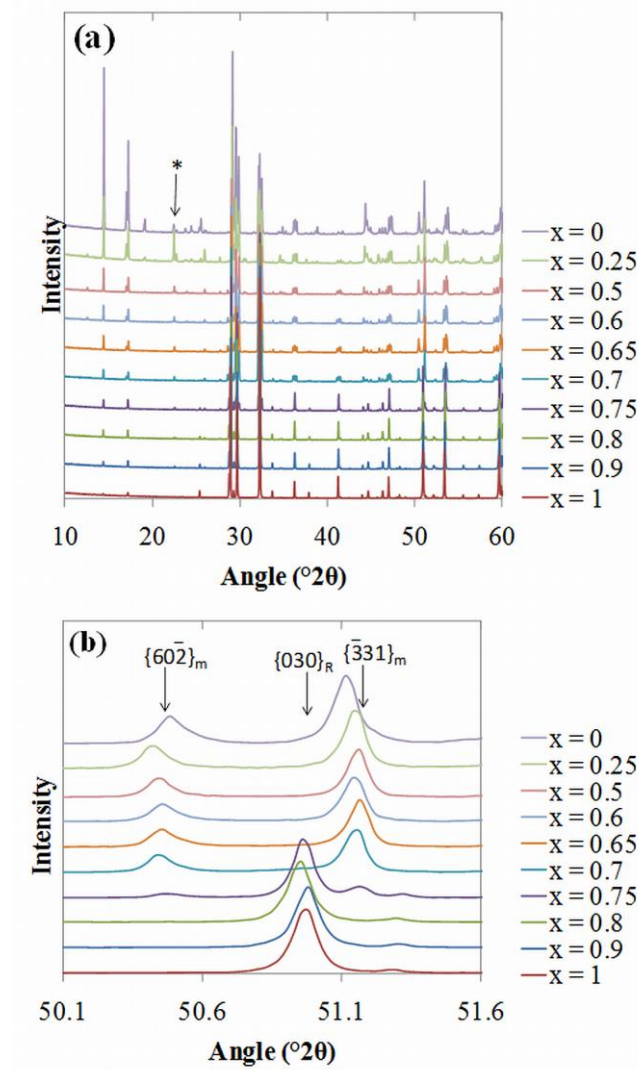 (a)
*
Intensity
x = 0
x = 0.25
x = 0.5
x = 0.6
x = 0.65
x = 0.7
x = 0.75
x = 0.8
x = 0.9
x = 1
10 20 30 40 50 60
Angle (°2θ)
(b)
{602̄}ₘ {030}R {3̄31}ₘ
Intensity
x = 0
x = 0.25
x = 0.5
x = 0.6
x = 0.65
x = 0.7
x = 0.75
x = 0.8
x = 0.9
x = 1
50.1 50.6 51.1 51.6
Angle (°2θ)